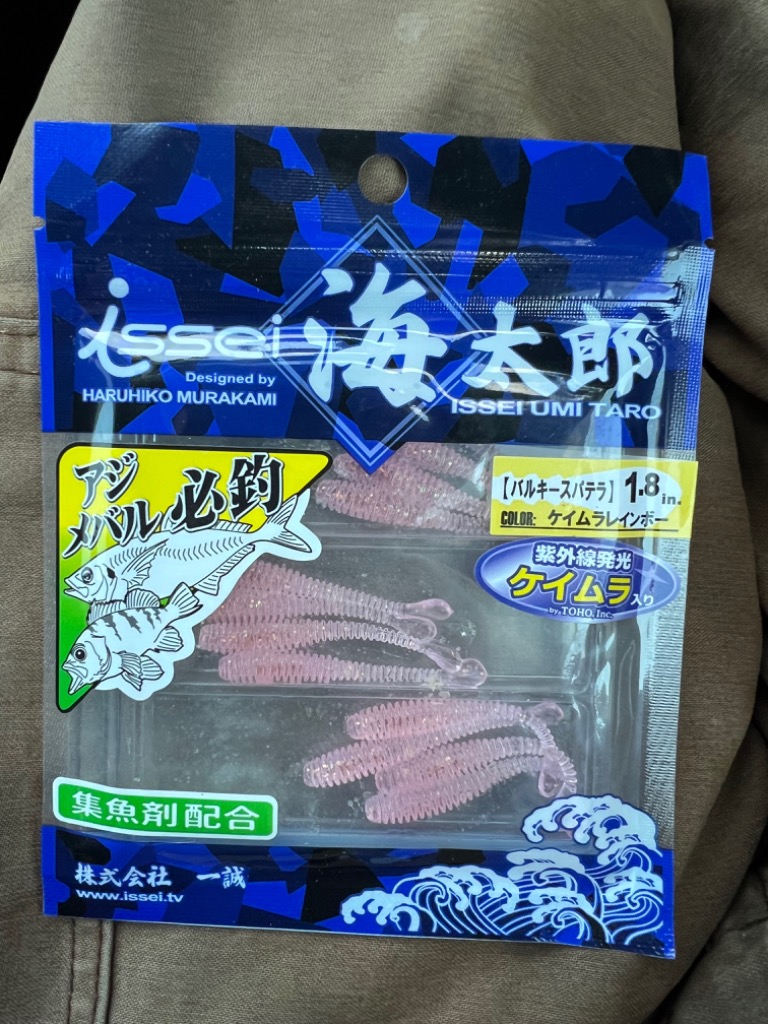 issei
Designed by
HARUHIKO MURAKAMI
海太郎
ISSEI UMI TARO
アジ
メバル 必釣
【バルキースパテラ】 1.8in.
COLOR: ケイムラレインボー
紫外線発光
ケイムラ入り
by TOHO, Inc.
集魚剤配合
株式会社 一誠
www.issei.tv